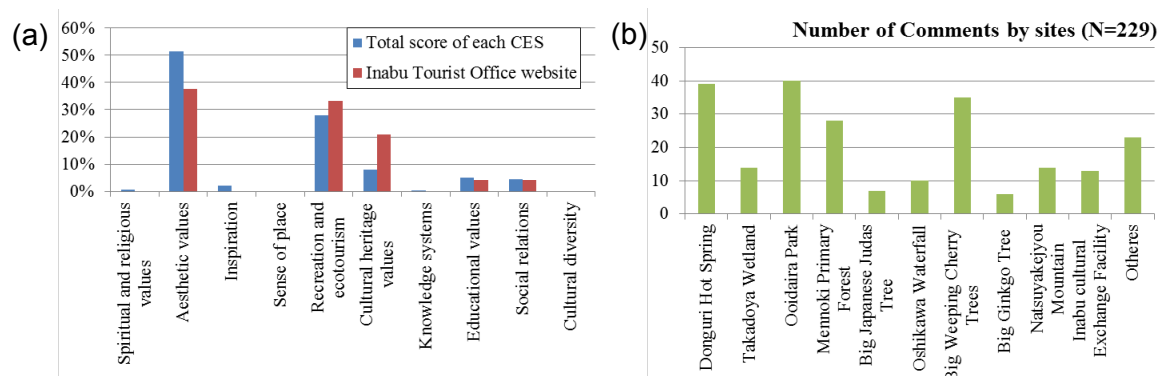 (a)
60%
50%
40%
30%
20%
10%
0%
Total score of each CES
Inabu Tourist Office website
Spiritual and religious
values
Aesthetic values
Inspiration
Sense of place
Recreation and
ecotourism
Cultural heritage
values
Knowledge systems
Educational values
Social relations
Cultural diversity
(b)
Number of Comments by sites (N=229)
50
40
30
20
10
0
Donguri Hot Spring
Takadoya Wetland
Ooidaira Park
Mennoki Primary
Forest
Big Japanese Judas
Tree
Oshikawa Waterfall
Big Weeping Cherry
Trees
Big Ginkgo Tree
Natsuyakejyou
Mountain
Inabu cultural
Exchange Facility
Otheres